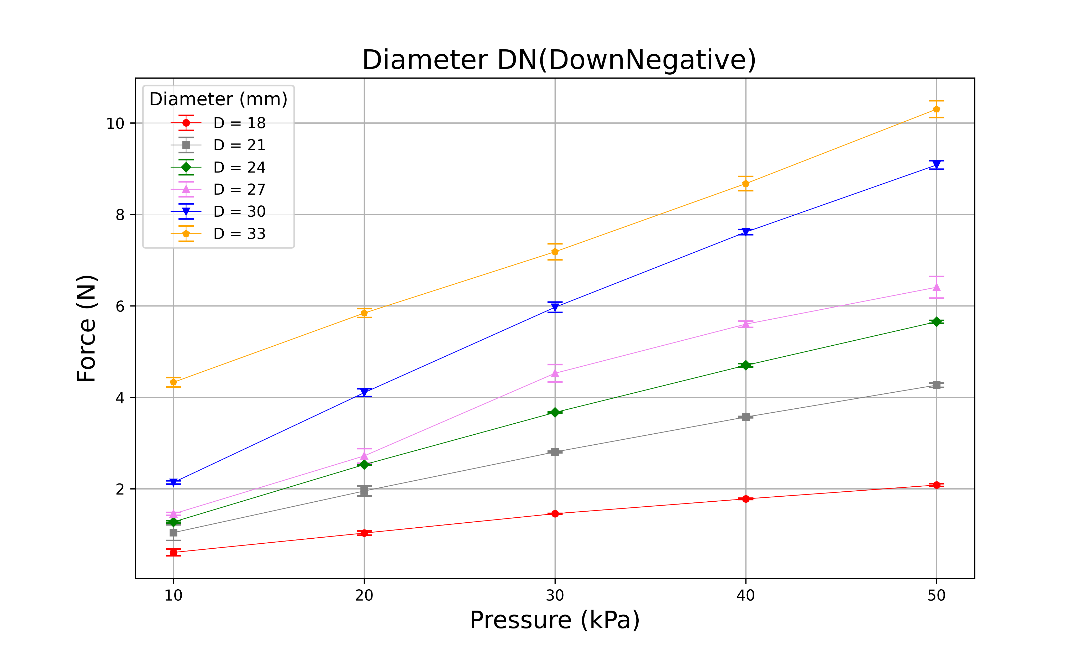 Diameter DN(DownNegative)
Diameter (mm)
D = 18
D = 21
D = 24
D = 27
D = 30
D = 33
10
8
6
4
2
Force (N)
10 20 30 40 50
Pressure (kPa)